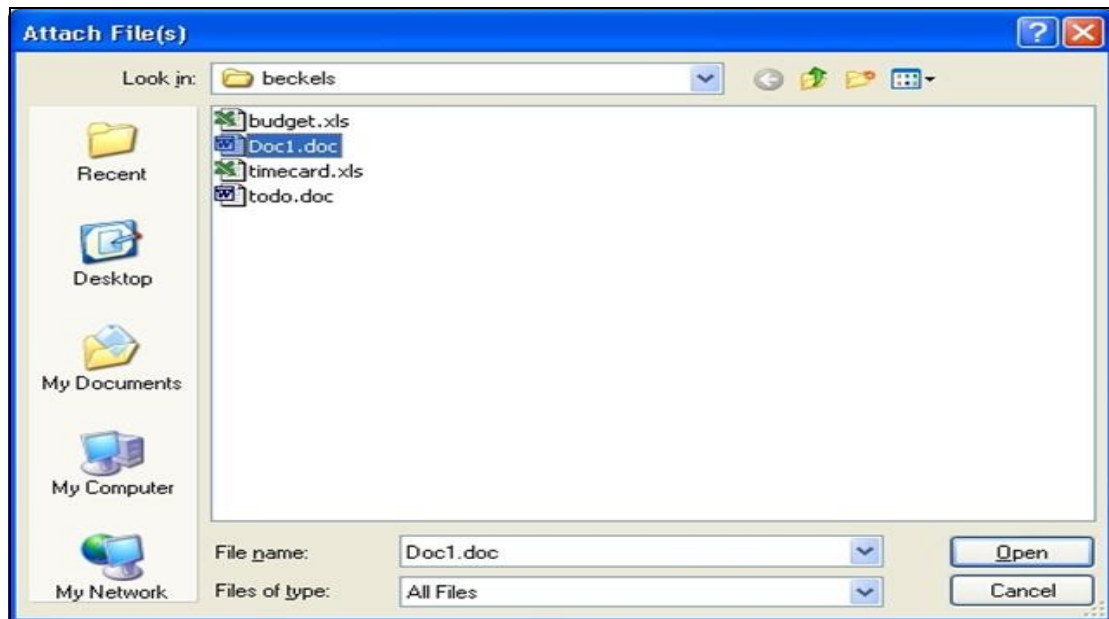 Attach File(s)
Look in: beckels
budget.xls
Doc1.doc
timecard.xls
todo.doc
Recent
Desktop
My Documents
My Computer
My Network
File name: Doc1.doc Open
Files of type: All Files Cancel